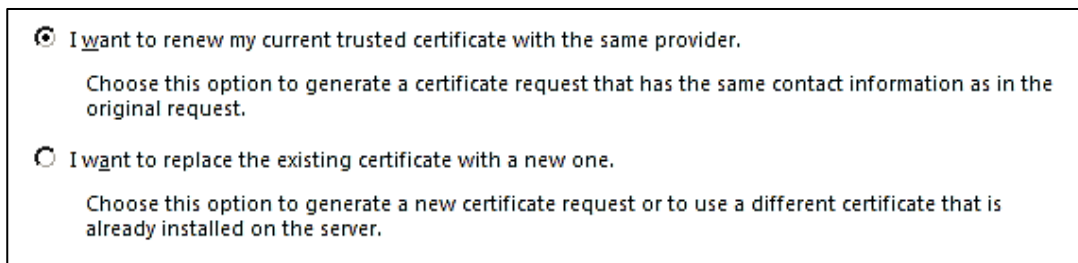 I want to renew my current trusted certificate with the same provider.
Choose this option to generate a certificate request that has the same contact information as in the
original request.
I want to replace the existing certificate with a new one.
Choose this option to generate a new certificate request or to use a different certificate that is
already installed on the server.